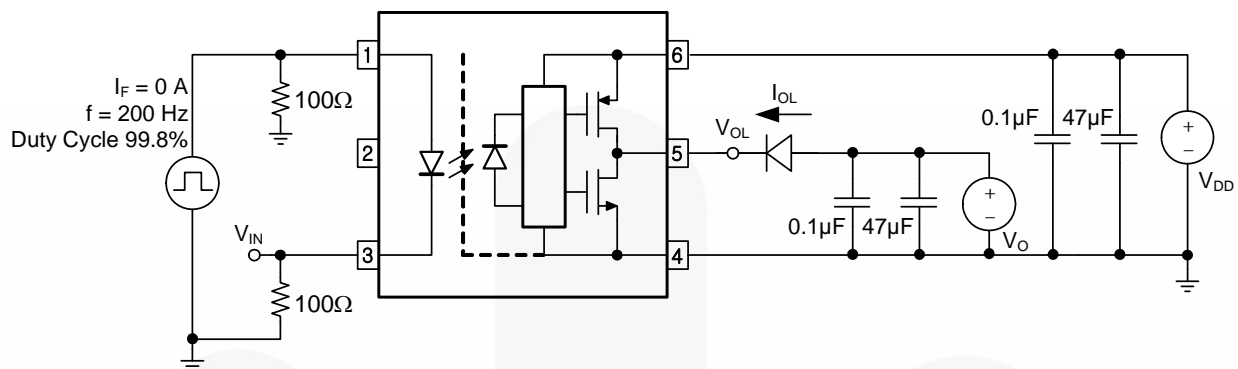 I_F = 0 A
f = 200 Hz
Duty Cycle 99.8%
100Ω
V_IN
100Ω
1
2
3
6
5
4
V_OL
I_OL
0.1µF
47µF
+
−
V_O
0.1µF
47µF
+
−
V_DD